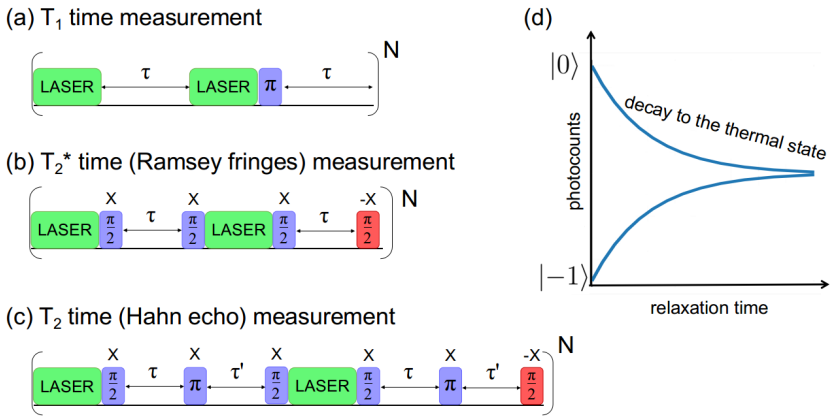 (a) T₁ time measurement
LASER τ LASER π τ N
(b) T₂* time (Ramsey fringes) measurement
X X X -X N
LASER π/2 τ π/2 LASER π/2 τ π/2
(c) T₂ time (Hahn echo) measurement
X X X X X -X N
LASER π/2 τ π τ' π/2 LASER π/2 τ π τ' π/2
(d)
|0⟩
decay to the thermal state
photocounts
|−1⟩
relaxation time